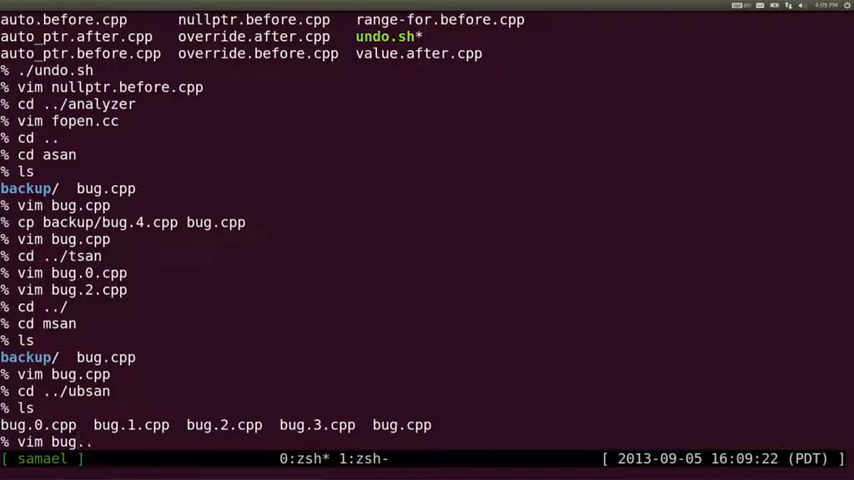 en 4:09 PM
auto.before.cpp nullptr.before.cpp range-for.before.cpp
auto_ptr.after.cpp override.after.cpp undo.sh*
auto_ptr.before.cpp override.before.cpp value.after.cpp
% ./undo.sh
% vim nullptr.before.cpp
% cd ../analyzer
% vim fopen.cc
% cd ..
% cd asan
% ls
backup/ bug.cpp
% vim bug.cpp
% cp backup/bug.4.cpp bug.cpp
% vim bug.cpp
% cd ../tsan
% vim bug.0.cpp
% vim bug.2.cpp
% cd ../
% cd msan
% ls
backup/ bug.cpp
% vim bug.cpp
% cd ../ubsan
% ls
bug.0.cpp bug.1.cpp bug.2.cpp bug.3.cpp bug.cpp
% vim bug..
[ samael ] 0:zsh* 1:zsh- [ 2013-09-05 16:09:22 (PDT) ]